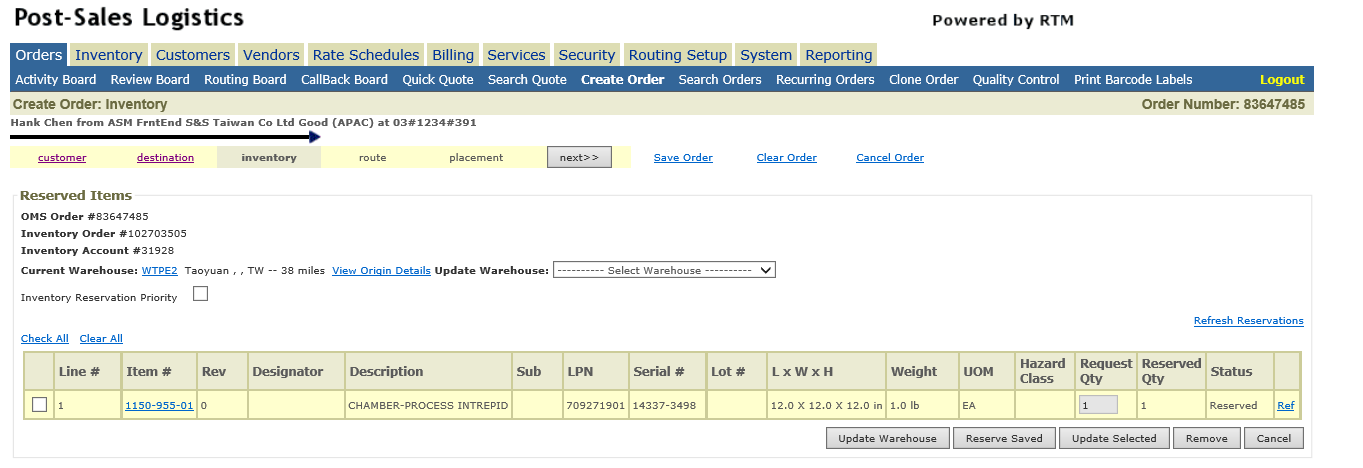 Post-Sales Logistics
Powered by RTM
Orders Inventory Customers Vendors Rate Schedules Billing Services Security Routing Setup System Reporting
Activity Board Review Board Routing Board CallBack Board Quick Quote Search Quote Create Order Search Orders Recurring Orders Clone Order Quality Control Print Barcode Labels Logout
Create Order: Inventory Order Number: 83647485
Hank Chen from ASM FrntEnd S&S Taiwan Co Ltd Good (APAC) at 03#1234#391
customer destination inventory route placement next>> Save Order Clear Order Cancel Order
Reserved Items
OMS Order #83647485
Inventory Order #102703505
Inventory Account #31928
Current Warehouse: WTPE2 Taoyuan , , TW -- 38 miles View Origin Details Update Warehouse: ---------- Select Warehouse ----------
Inventory Reservation Priority
Refresh Reservations
Check All Clear All
Line # Item # Rev Designator Description Sub LPN Serial # Lot # L x W x H Weight UOM Hazard Class Request Qty Reserved Qty Status
1 1150-955-01 0 CHAMBER-PROCESS INTREPID 709271901 14337-3498 12.0 X 12.0 X 12.0 in 1.0 lb EA 1 1 Reserved Ref
Update Warehouse Reserve Saved Update Selected Remove Cancel